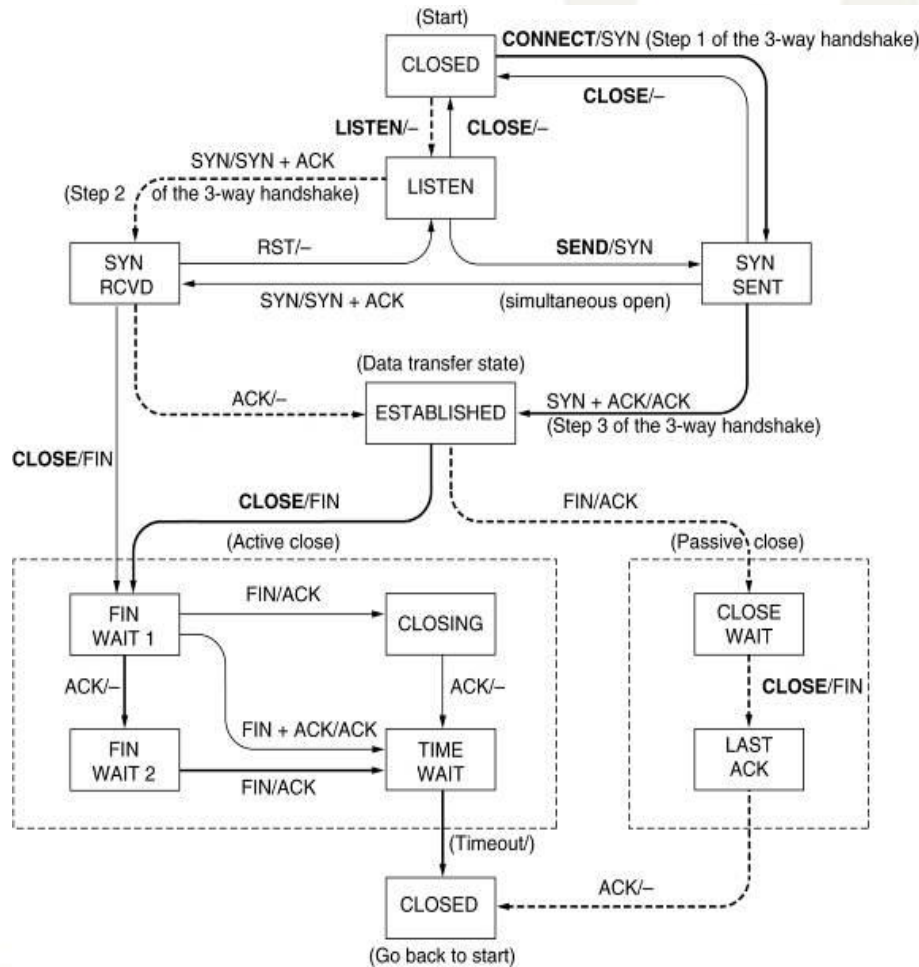 (Start)
CONNECT/SYN (Step 1 of the 3-way handshake)
CLOSED
CLOSE/–
LISTEN/–
CLOSE/–
SYN/SYN + ACK
LISTEN
(Step 2 of the 3-way handshake)
RST/–
SEND/SYN
SYN
RCVD
SYN
SENT
SYN/SYN + ACK
(simultaneous open)
(Data transfer state)
ACK/–
ESTABLISHED
SYN + ACK/ACK
(Step 3 of the 3-way handshake)
CLOSE/FIN
CLOSE/FIN
FIN/ACK
(Active close)
(Passive close)
FIN/ACK
FIN
WAIT 1
CLOSING
CLOSE
WAIT
ACK/–
ACK/–
CLOSE/FIN
FIN + ACK/ACK
FIN
WAIT 2
TIME
WAIT
LAST
ACK
FIN/ACK
(Timeout/)
ACK/–
CLOSED
(Go back to start)